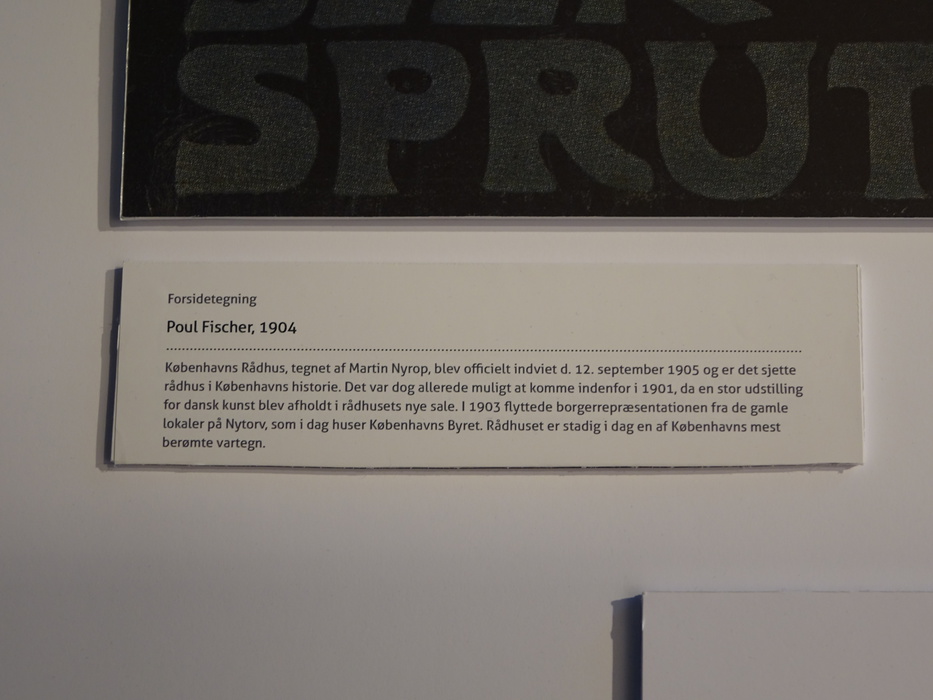 SPRUT
Forsidetegning
Poul Fischer, 1904
Københavns Rådhus, tegnet af Martin Nyrop, blev officielt indviet d. 12. september 1905 og er det sjette
rådhus i Københavns historie. Det var dog allerede muligt at komme indenfor i 1901, da en stor udstilling
for dansk kunst blev afholdt i rådhusets nye sale. I 1903 flyttede borgerrepræsentationen fra de gamle
lokaler på Nytorv, som i dag huser Københavns Byret. Rådhuset er stadig i dag en af Københavns mest
berømte vartegn.